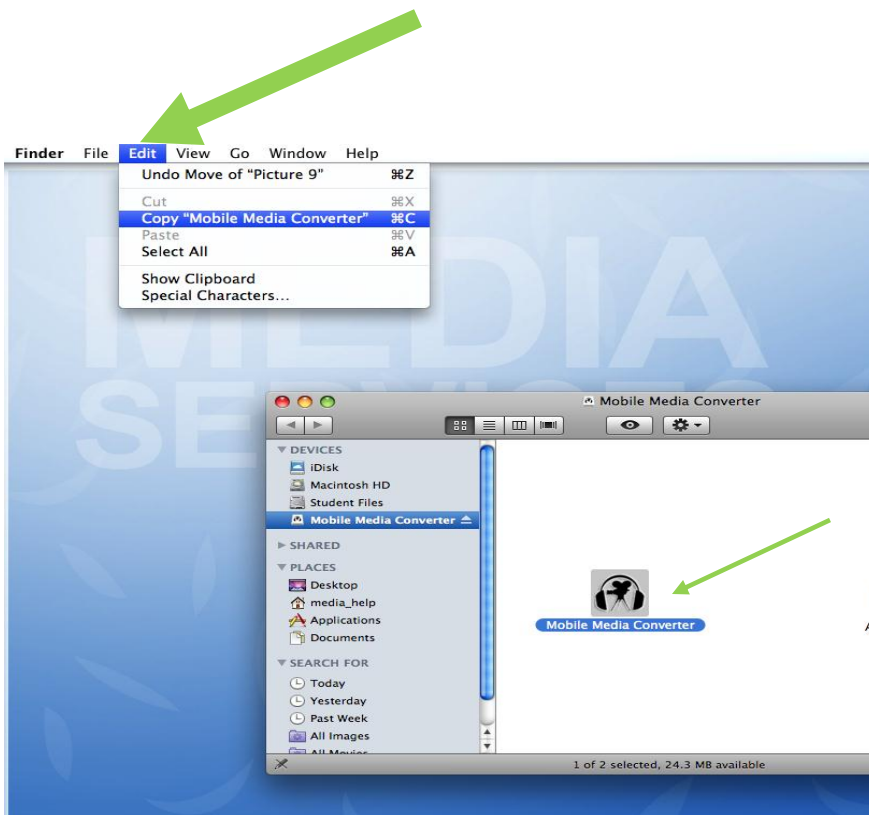 Finder File Edit View Go Window Help
Undo Move of “Picture 9” ⌘Z
Cut ⌘X
Copy “Mobile Media Converter” ⌘C
Paste ⌘V
Select All ⌘A
Show Clipboard
Special Characters...
MEDIA
SERVICES
Mobile Media Converter
DEVICES
iDisk
Macintosh HD
Student Files
Mobile Media Converter
SHARED
PLACES
Desktop
media_help
Applications
Documents
SEARCH FOR
Today
Yesterday
Past Week
All Images
All Movies
Mobile Media Converter
A
1 of 2 selected, 24.3 MB available